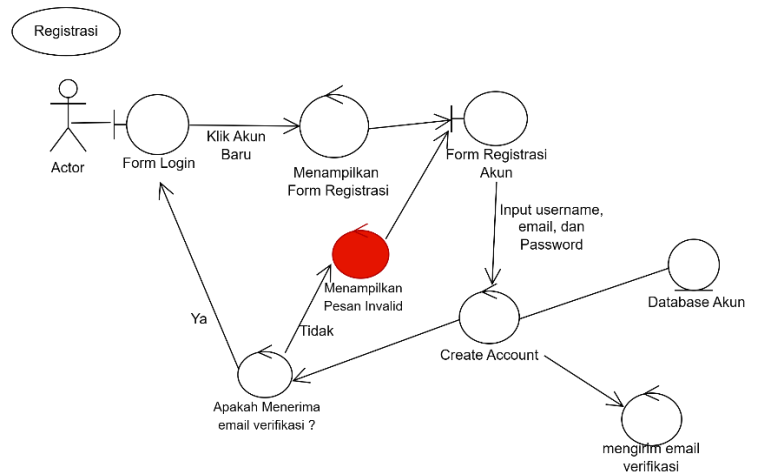 Registrasi
Actor
Form Login
Klik Akun
Baru
Menampilkan
Form Registrasi
Form Registrasi
Akun
Input username,
email, dan
Password
Menampilkan
Pesan Invalid
Database Akun
Ya
Tidak
Create Account
Apakah Menerima
email verifikasi ?
mengirim email
verifikasi